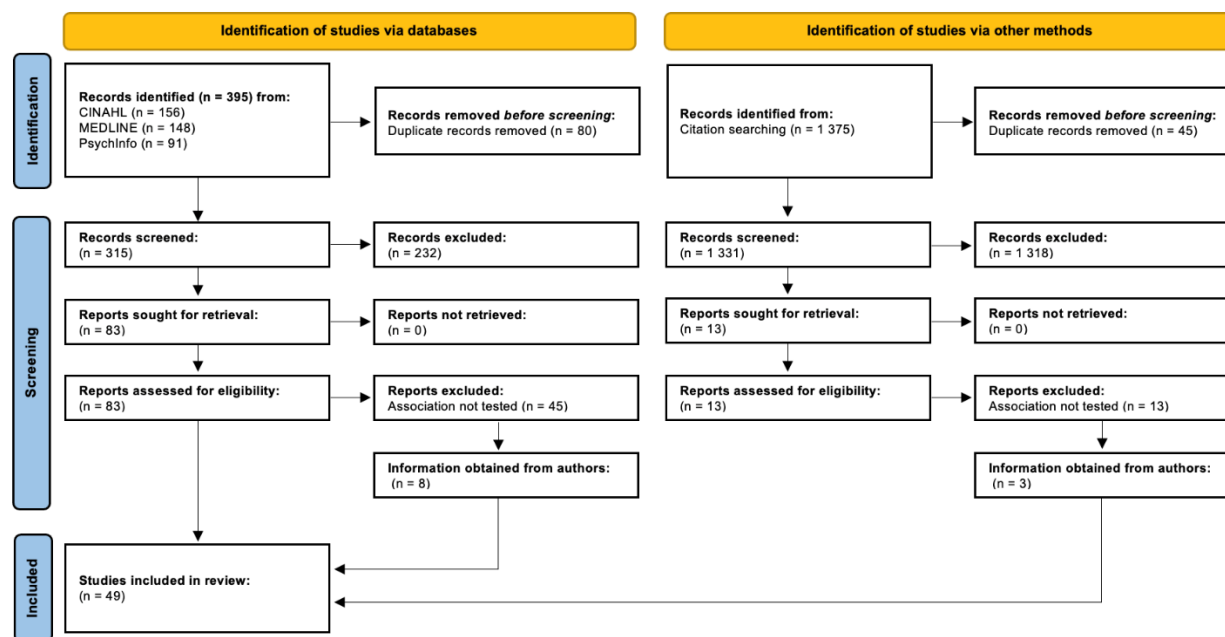 Identification of studies via databases
Identification of studies via other methods
Identification
Records identified (n = 395) from:
CINAHL (n = 156)
MEDLINE (n = 148)
PsychInfo (n = 91)
Records removed before screening:
Duplicate records removed (n = 80)
Records identified from:
Citation searching (n = 1 375)
Records removed before screening:
Duplicate records removed (n = 45)
Screening
Records screened:
(n = 315)
Records excluded:
(n = 232)
Records screened:
(n = 1 331)
Records excluded:
(n = 1 318)
Reports sought for retrieval:
(n = 83)
Reports not retrieved:
(n = 0)
Reports sought for retrieval:
(n = 13)
Reports not retrieved:
(n = 0)
Reports assessed for eligibility:
(n = 83)
Reports excluded:
Association not tested (n = 45)
Reports assessed for eligibility:
(n = 13)
Reports excluded:
Association not tested (n = 13)
Information obtained from authors:
(n = 8)
Information obtained from authors:
(n = 3)
Included
Studies included in review:
(n = 49)